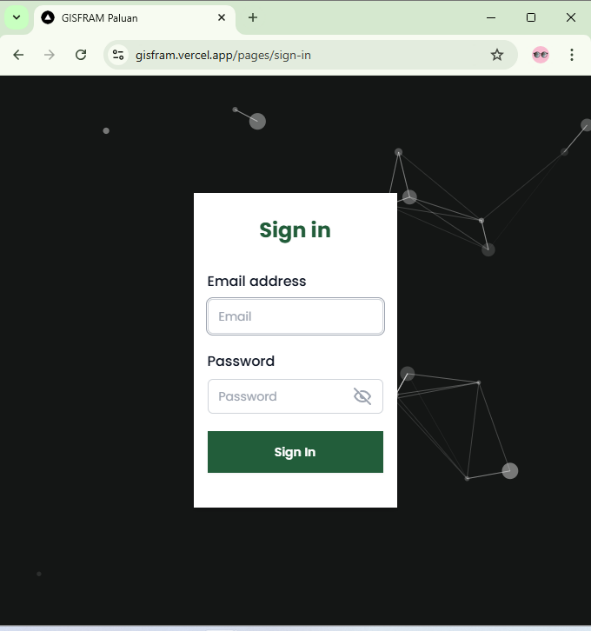 GISFRAM Paluan
gisfram.vercel.app/pages/sign-in
Sign in
Email address
Email
Password
Password
Sign In